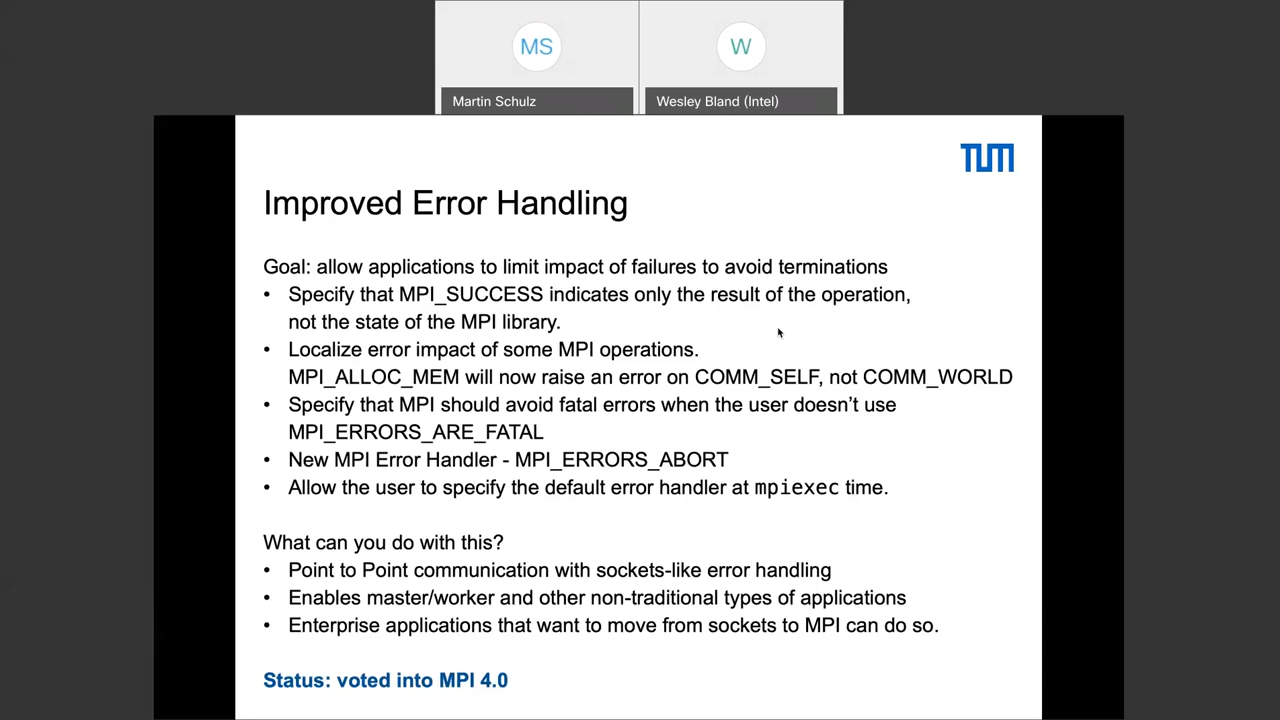 MS
W
Martin Schulz
Wesley Bland (Intel)
TUM
Improved Error Handling
Goal: allow applications to limit impact of failures to avoid terminations
• Specify that MPI_SUCCESS indicates only the result of the operation,
not the state of the MPI library.
• Localize error impact of some MPI operations.
MPI_ALLOC_MEM will now raise an error on COMM_SELF, not COMM_WORLD
• Specify that MPI should avoid fatal errors when the user doesn’t use
MPI_ERRORS_ARE_FATAL
• New MPI Error Handler - MPI_ERRORS_ABORT
• Allow the user to specify the default error handler at mpiexec time.
What can you do with this?
• Point to Point communication with sockets-like error handling
• Enables master/worker and other non-traditional types of applications
• Enterprise applications that want to move from sockets to MPI can do so.
Status: voted into MPI 4.0